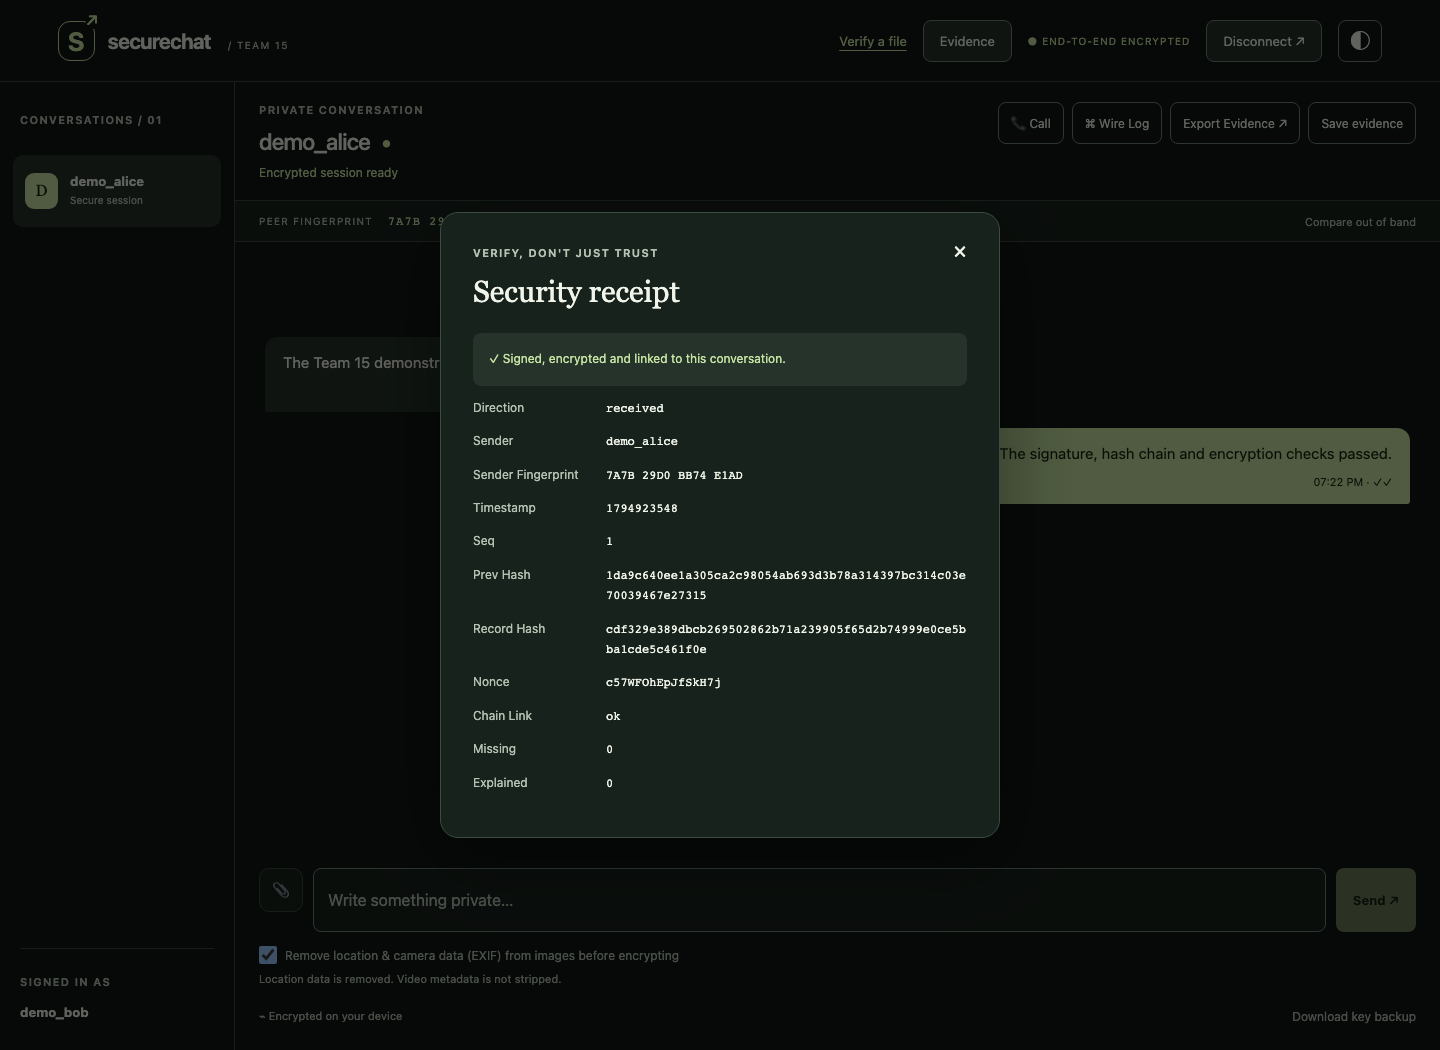 S securechat / TEAM 15
Verify a file
Evidence
END-TO-END ENCRYPTED
Disconnect ↗
CONVERSATIONS / 01
D
demo_alice
Secure session
PRIVATE CONVERSATION
demo_alice
Encrypted session ready
Call
⌘ Wire Log
Export Evidence ↗
Save evidence
PEER FINGERPRINT 7A7B 29
Compare out of band
The Team 15 demonstr
The signature, hash chain and encryption checks passed.
07:22 PM · ✓✓
VERIFY, DON'T JUST TRUST
×
Security receipt
✓ Signed, encrypted and linked to this conversation.
Direction received
Sender demo_alice
Sender Fingerprint 7A7B 29D0 BB74 E1AD
Timestamp 1794923548
Seq 1
Prev Hash 1da9c640ee1a305ca2c98054ab693d3b78a314397bc314c03e
70039467e27315
Record Hash cdf329e389dbcb269502862b71a239905f65d2b74999e0ce5b
ba1cde5c461f0e
Nonce c57WFOhEpJfSkH7j
Chain Link ok
Missing 0
Explained 0
Write something private...
Send ↗
Remove location & camera data (EXIF) from images before encrypting
Location data is removed. Video metadata is not stripped.
SIGNED IN AS
demo_bob
⌁ Encrypted on your device
Download key backup